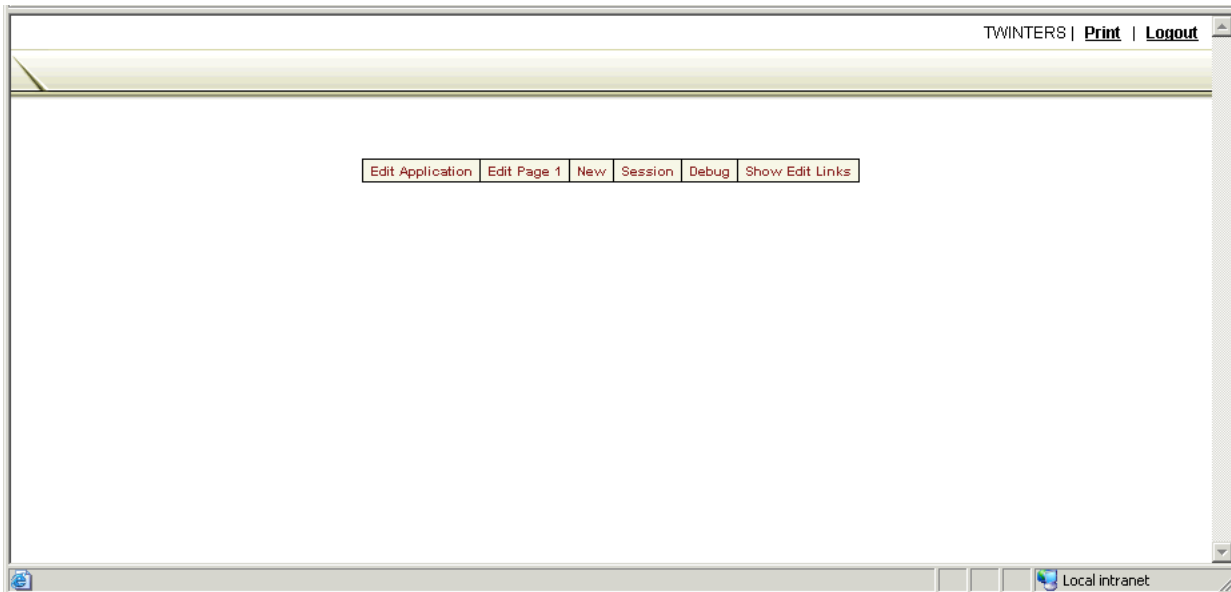 TWINTERS | Print | Logout
Edit Application Edit Page 1 New Session Debug Show Edit Links
Local intranet